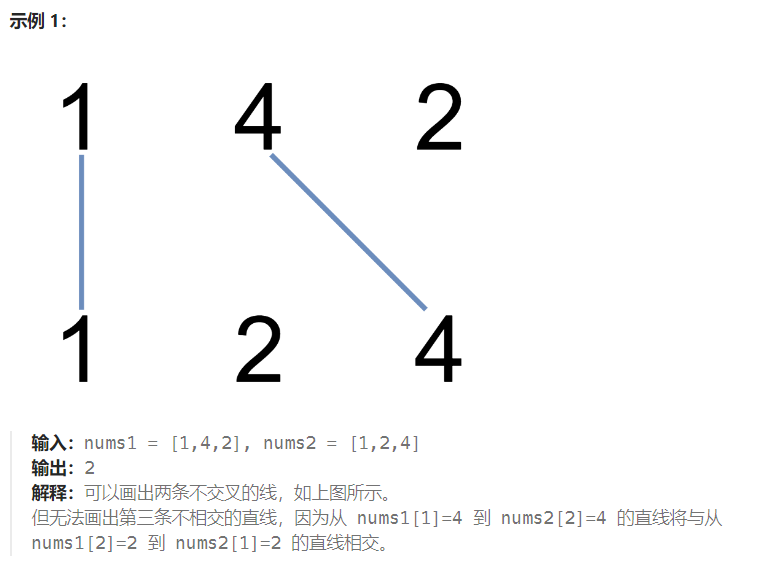 示例 1：
1 4 2
1 2 4
输入：nums1 = [1,4,2], nums2 = [1,2,4]
输出：2
解释：可以画出两条不交叉的线，如上图所示。
但无法画出第三条不相交的直线，因为从 nums1[1]=4 到 nums2[2]=4 的直线将与从
nums1[2]=2 到 nums2[1]=2 的直线相交。